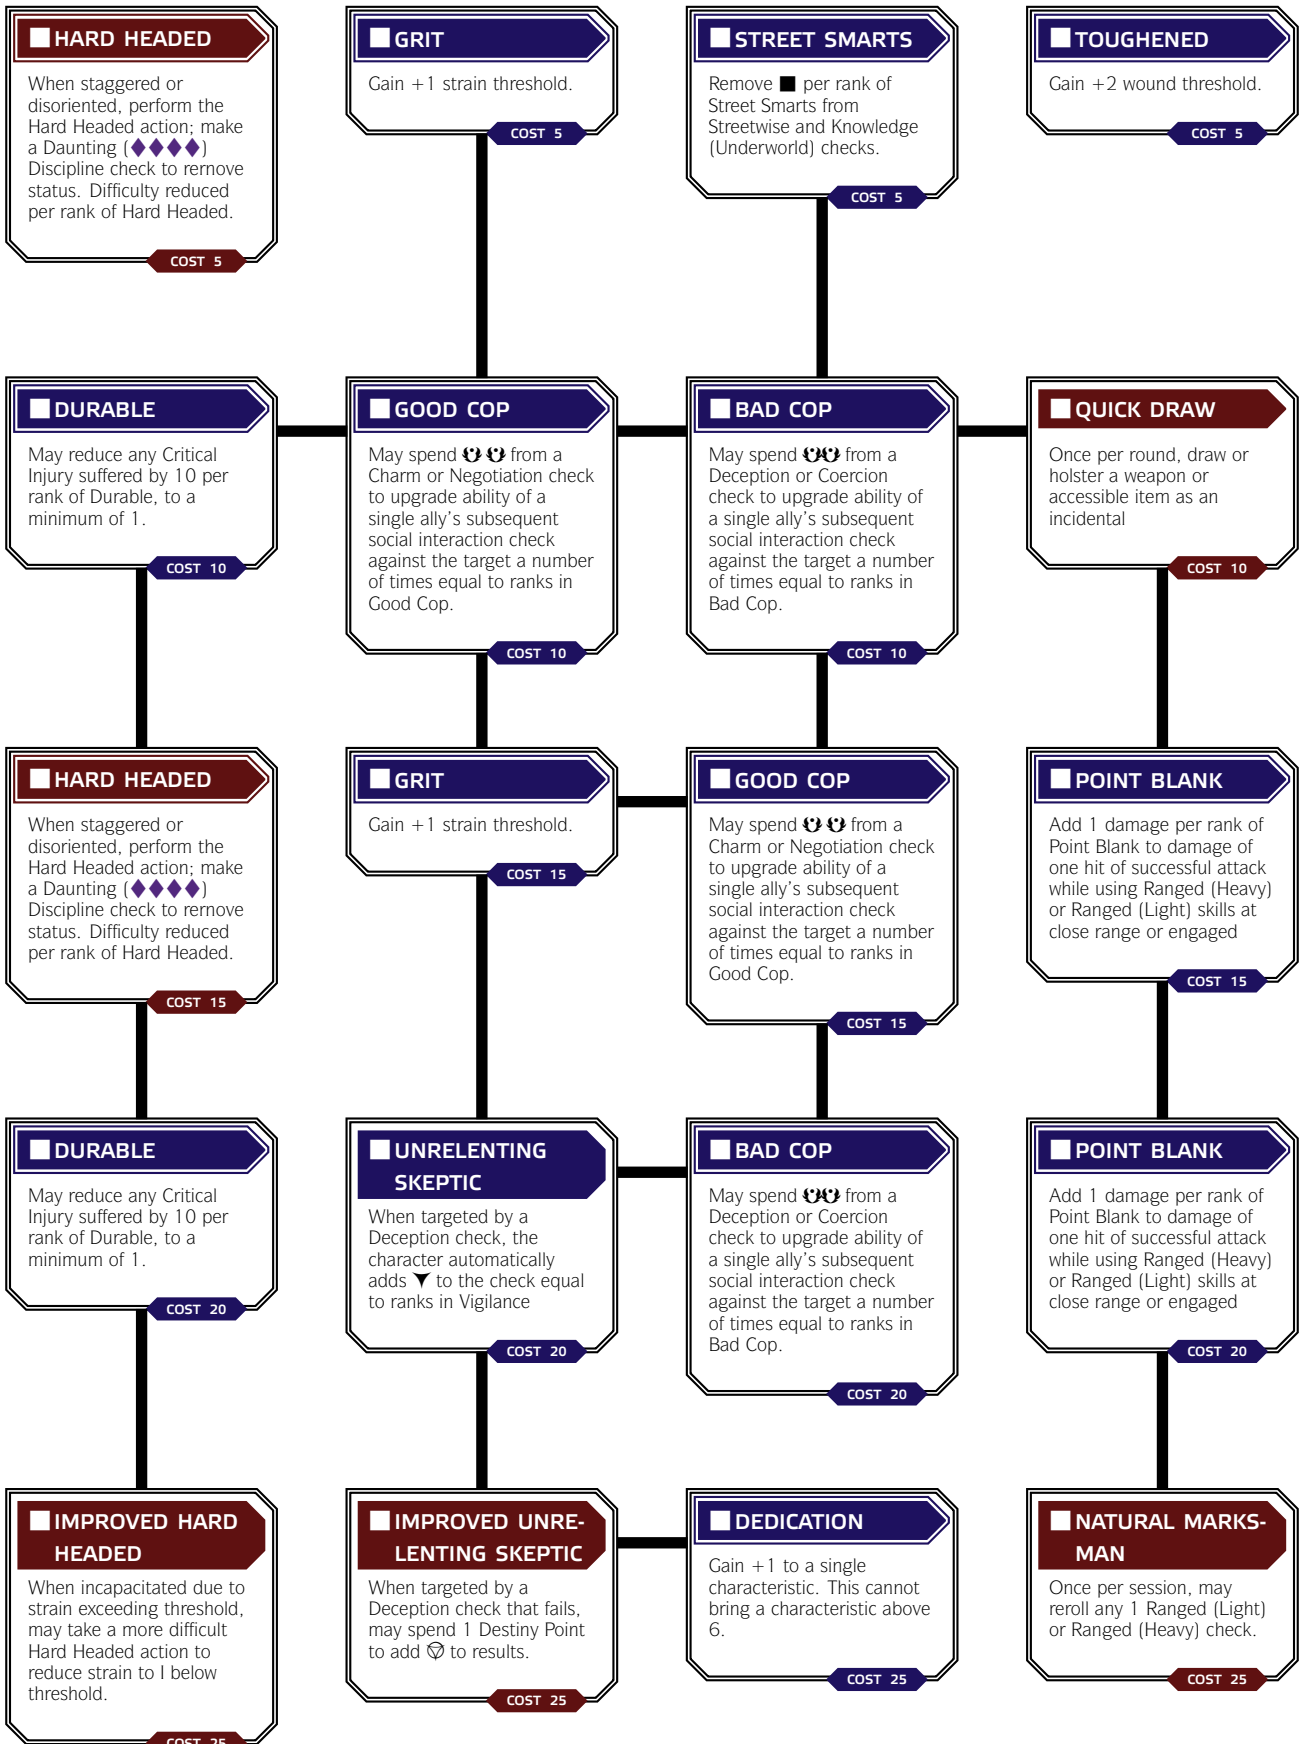 HARD HEADED
When staggered or
disoriented, perform the
Hard Headed action; make
a Daunting (♦♦♦♦)
Discipline check to rernove
status. Difficulty reduced
per rank of Hard Headed.
COST 5
GRIT
Gain +1 strain threshold.
COST 5
STREET SMARTS
Remove ■ per rank of
Street Smarts from
Streetwise and Knowledge
(Underworld) checks.
COST 5
TOUGHENED
Gain +2 wound threshold.
COST 5
DURABLE
May reduce any Critical
Injury suffered by 10 per
rank of Durable, to a
minimum of 1.
COST 10
GOOD COP
May spend from a
Charm or Negotiation check
to upgrade ability of a
single ally's subsequent
social interaction check
against the target a number
of times equal to ranks in
Good Cop.
COST 10
BAD COP
May spend from a
Deception or Coercion
check to upgrade ability of
a single ally's subsequent
social interaction check
against the target a number
of times equal to ranks in
Bad Cop.
COST 10
QUICK DRAW
Once per round, draw or
holster a weapon or
accessible item as an
incidental
COST 10
HARD HEADED
When staggered or
disoriented, perform the
Hard Headed action; make
a Daunting (♦♦♦♦)
Discipline check to rernove
status. Difficulty reduced
per rank of Hard Headed.
COST 15
GRIT
Gain +1 strain threshold.
COST 15
GOOD COP
May spend from a
Charm or Negotiation check
to upgrade ability of a
single ally's subsequent
social interaction check
against the target a number
of times equal to ranks in
Good Cop.
COST 15
POINT BLANK
Add 1 damage per rank of
Point Blank to damage of
one hit of successful attack
while using Ranged (Heavy)
or Ranged (Light) skills at
close range or engaged
COST 15
DURABLE
May reduce any Critical
Injury suffered by 10 per
rank of Durable, to a
minimum of 1.
COST 20
UNRELENTING
SKEPTIC
When targeted by a
Deception check, the
character automatically
adds to the check equal
to ranks in Vigilance
COST 20
BAD COP
May spend from a
Deception or Coercion
check to upgrade ability of
a single ally's subsequent
social interaction check
against the target a number
of times equal to ranks in
Bad Cop.
COST 20
POINT BLANK
Add 1 damage per rank of
Point Blank to damage of
one hit of successful attack
while using Ranged (Heavy)
or Ranged (Light) skills at
close range or engaged
COST 20
IMPROVED HARD
HEADED
When incapacitated due to
strain exceeding threshold,
may take a more difficult
Hard Headed action to
reduce strain to I below
threshold.
COST 25
IMPROVED UNRE-
LENTING SKEPTIC
When targeted by a
Deception check that fails,
may spend 1 Destiny Point
to add to results.
COST 25
DEDICATION
Gain +1 to a single
characteristic. This cannot
bring a characteristic above
6.
COST 25
NATURAL MARKS-
MAN
Once per session, may
reroll any 1 Ranged (Light)
or Ranged (Heavy) check.
COST 25